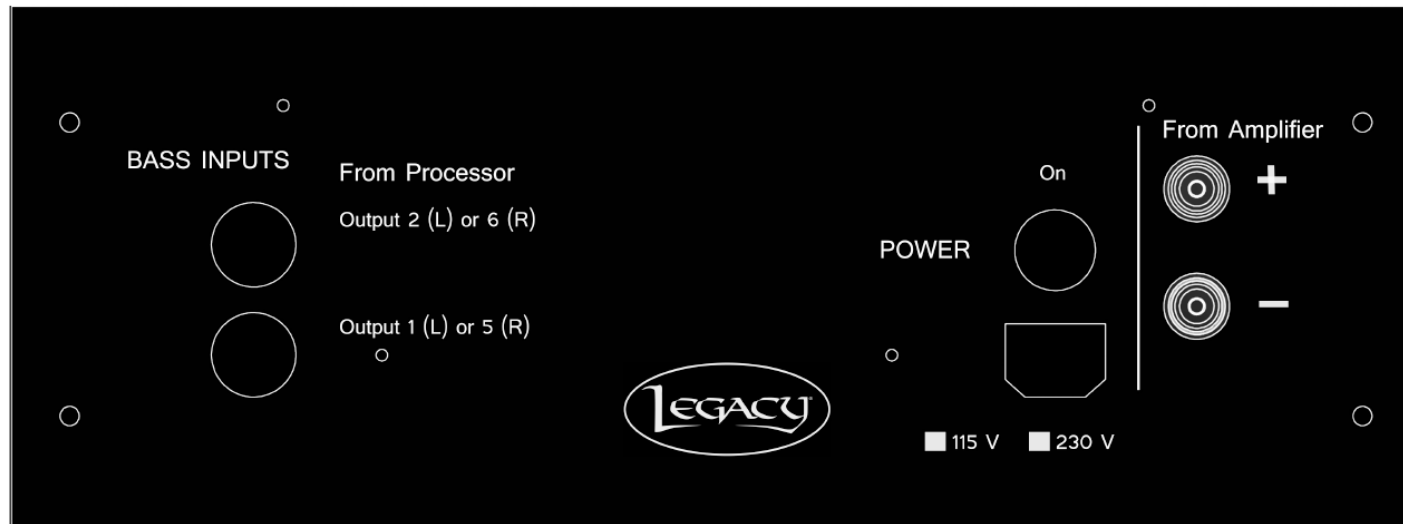 BASS INPUTS
From Processor
Output 2 (L) or 6 (R)
Output 1 (L) or 5 (R)
LEGACY
On
POWER
115 V
230 V
From Amplifier
+
−